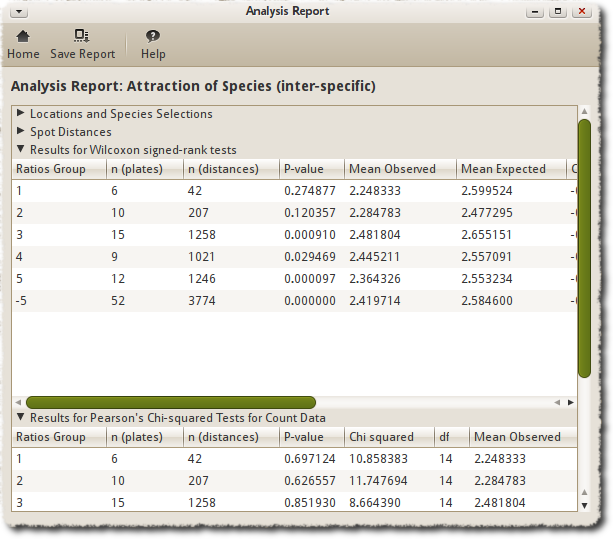 Analysis Report
Home Save Report Help
Analysis Report: Attraction of Species (inter-specific)
Locations and Species Selections
Spot Distances
Results for Wilcoxon signed-rank tests
Ratios Group n (plates) n (distances) P-value Mean Observed Mean Expected
1 6 42 0.274877 2.248333 2.599524
2 10 207 0.120357 2.284783 2.477295
3 15 1258 0.000910 2.481804 2.655151
4 9 1021 0.029469 2.445211 2.557091
5 12 1246 0.000097 2.364326 2.553234
-5 52 3774 0.000000 2.419714 2.584600
Results for Pearson's Chi-squared Tests for Count Data
Ratios Group n (plates) n (distances) P-value Chi squared df Mean Observed
1 6 42 0.697124 10.858383 14 2.248333
2 10 207 0.626557 11.747694 14 2.284783
3 15 1258 0.851930 8.664390 14 2.481804